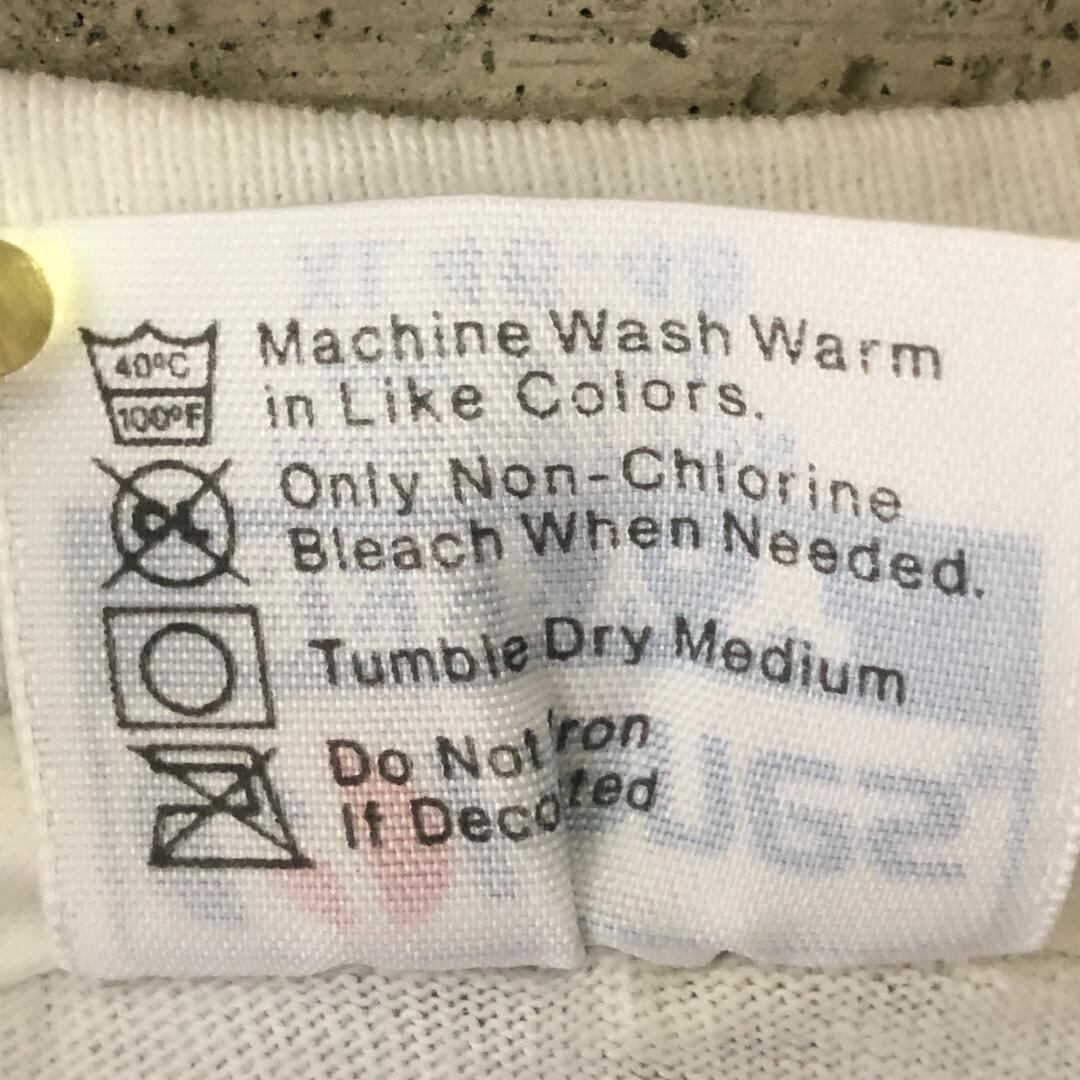 40°C
100°F
Machine Wash Warm
in Like Colors.
CL
Only Non-Chlorine
Bleach When Needed.
Tumble Dry Medium
Do Not Iron
If